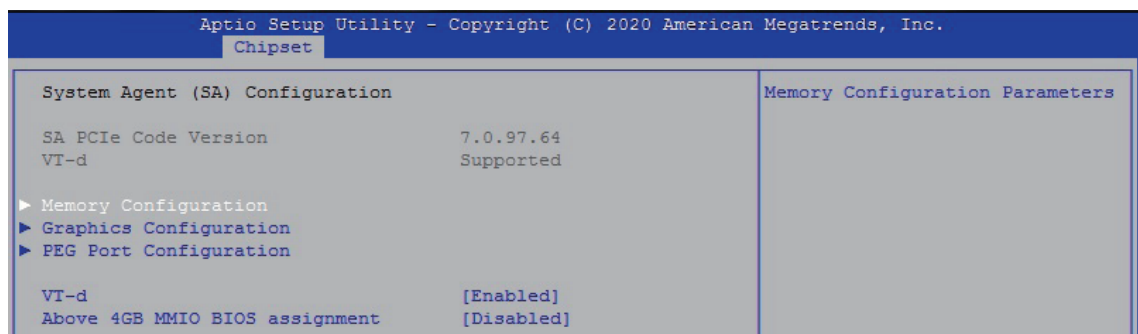 Aptio Setup Utility - Copyright (C) 2020 American Megatrends, Inc.
Chipset
System Agent (SA) Configuration
Memory Configuration Parameters
SA PCIe Code Version 7.0.97.64
VT-d Supported
► Memory Configuration
► Graphics Configuration
► PEG Port Configuration
VT-d [Enabled]
Above 4GB MMIO BIOS assignment [Disabled]